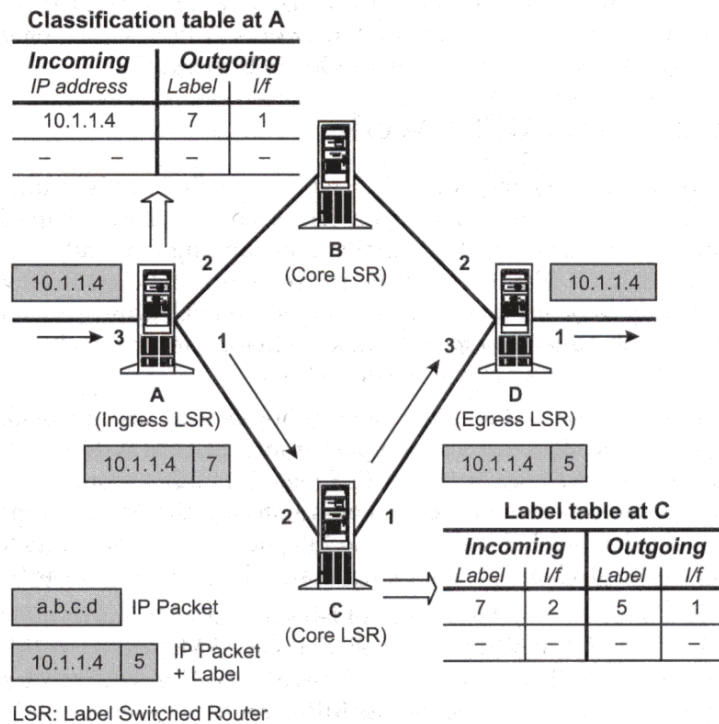 Classification table at A
Incoming Outgoing
IP address Label I/f
10.1.1.4 7 1
– – – –
B
(Core LSR)
2 2
10.1.1.4 10.1.1.4
3 1 3 1
A D
(Ingress LSR) (Egress LSR)
10.1.1.4 7 10.1.1.4 5
2 1
Label table at C
Incoming Outgoing
Label I/f Label I/f
7 2 5 1
– – – –
C
(Core LSR)
a.b.c.d IP Packet
10.1.1.4 5 IP Packet
+ Label
LSR: Label Switched Router